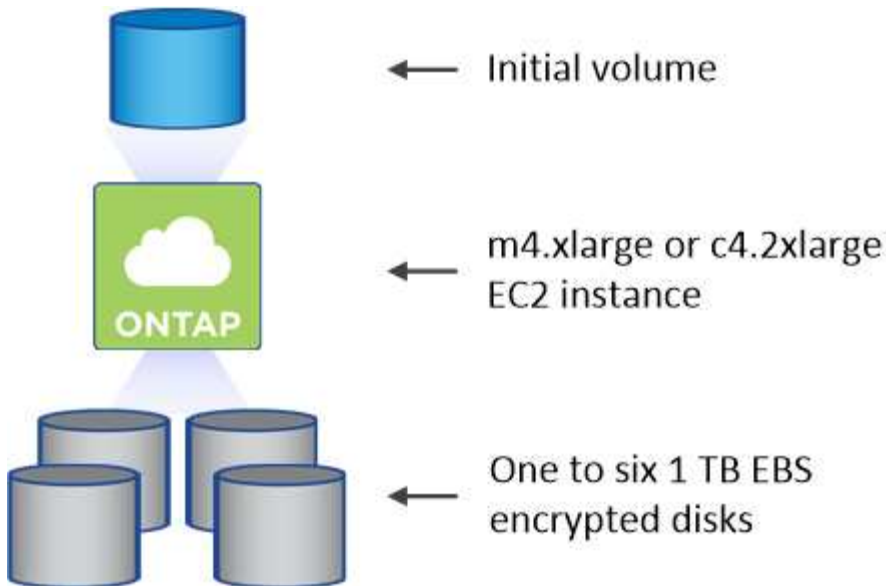 Initial volume
m4.xlarge or c4.2xlarge
EC2 instance
ONTAP
One to six 1 TB EBS
encrypted disks